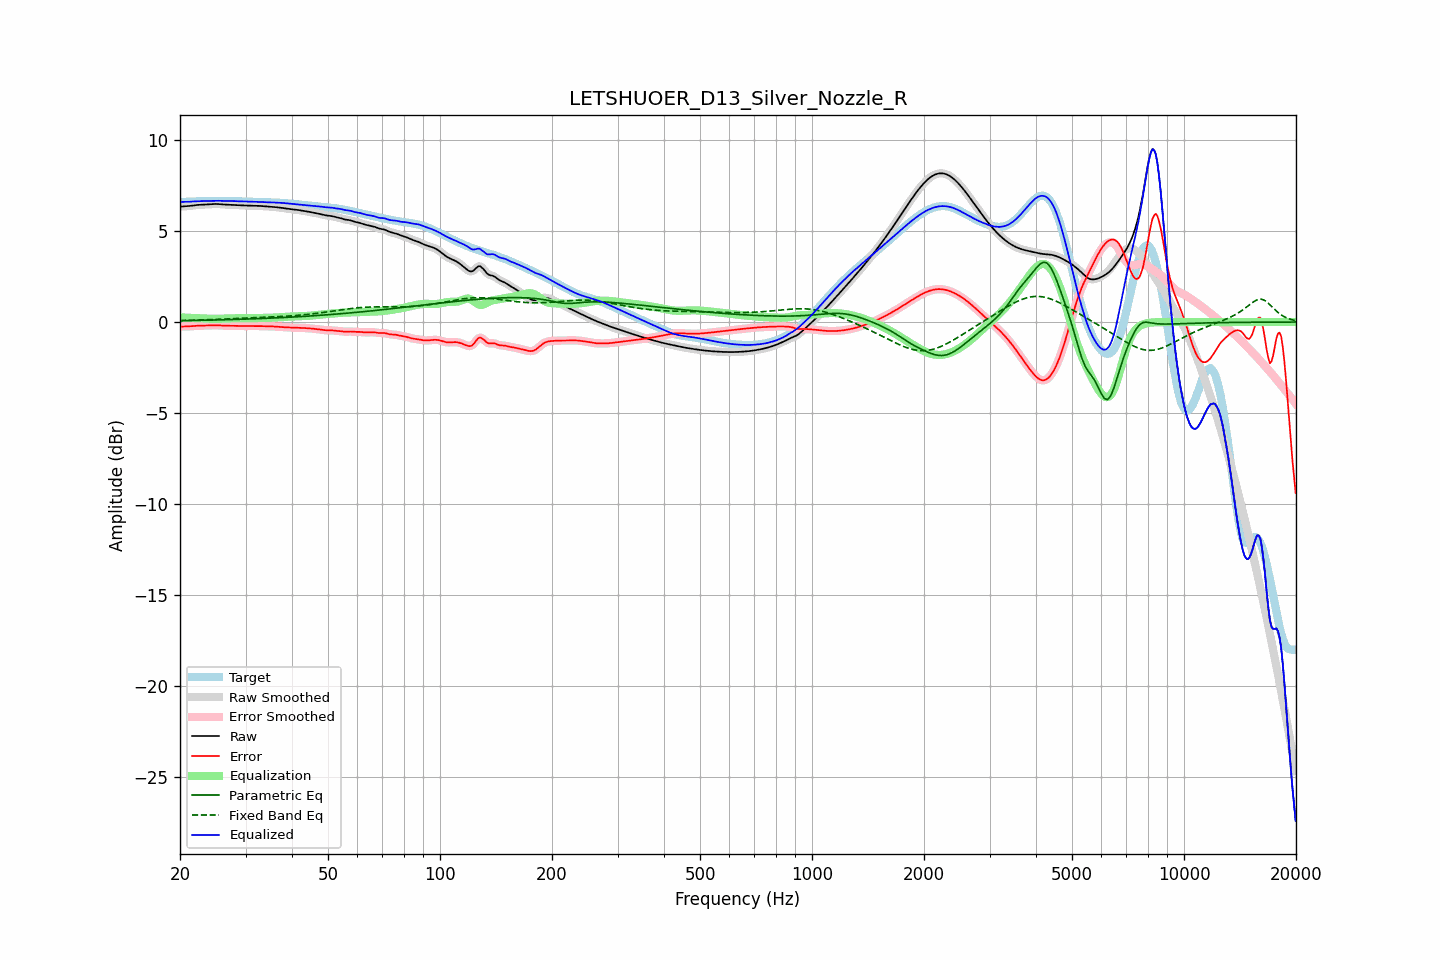 LETSHUOER_D13_Silver_Nozzle_R
10
5
0
−5
−10
−15
−20
−25
Amplitude (dBr)
Target
Raw Smoothed
Error Smoothed
Raw
Error
Equalization
Parametric Eq
Fixed Band Eq
Equalized
20 50 100 200 500 1000 2000 5000 10000 20000
Frequency (Hz)